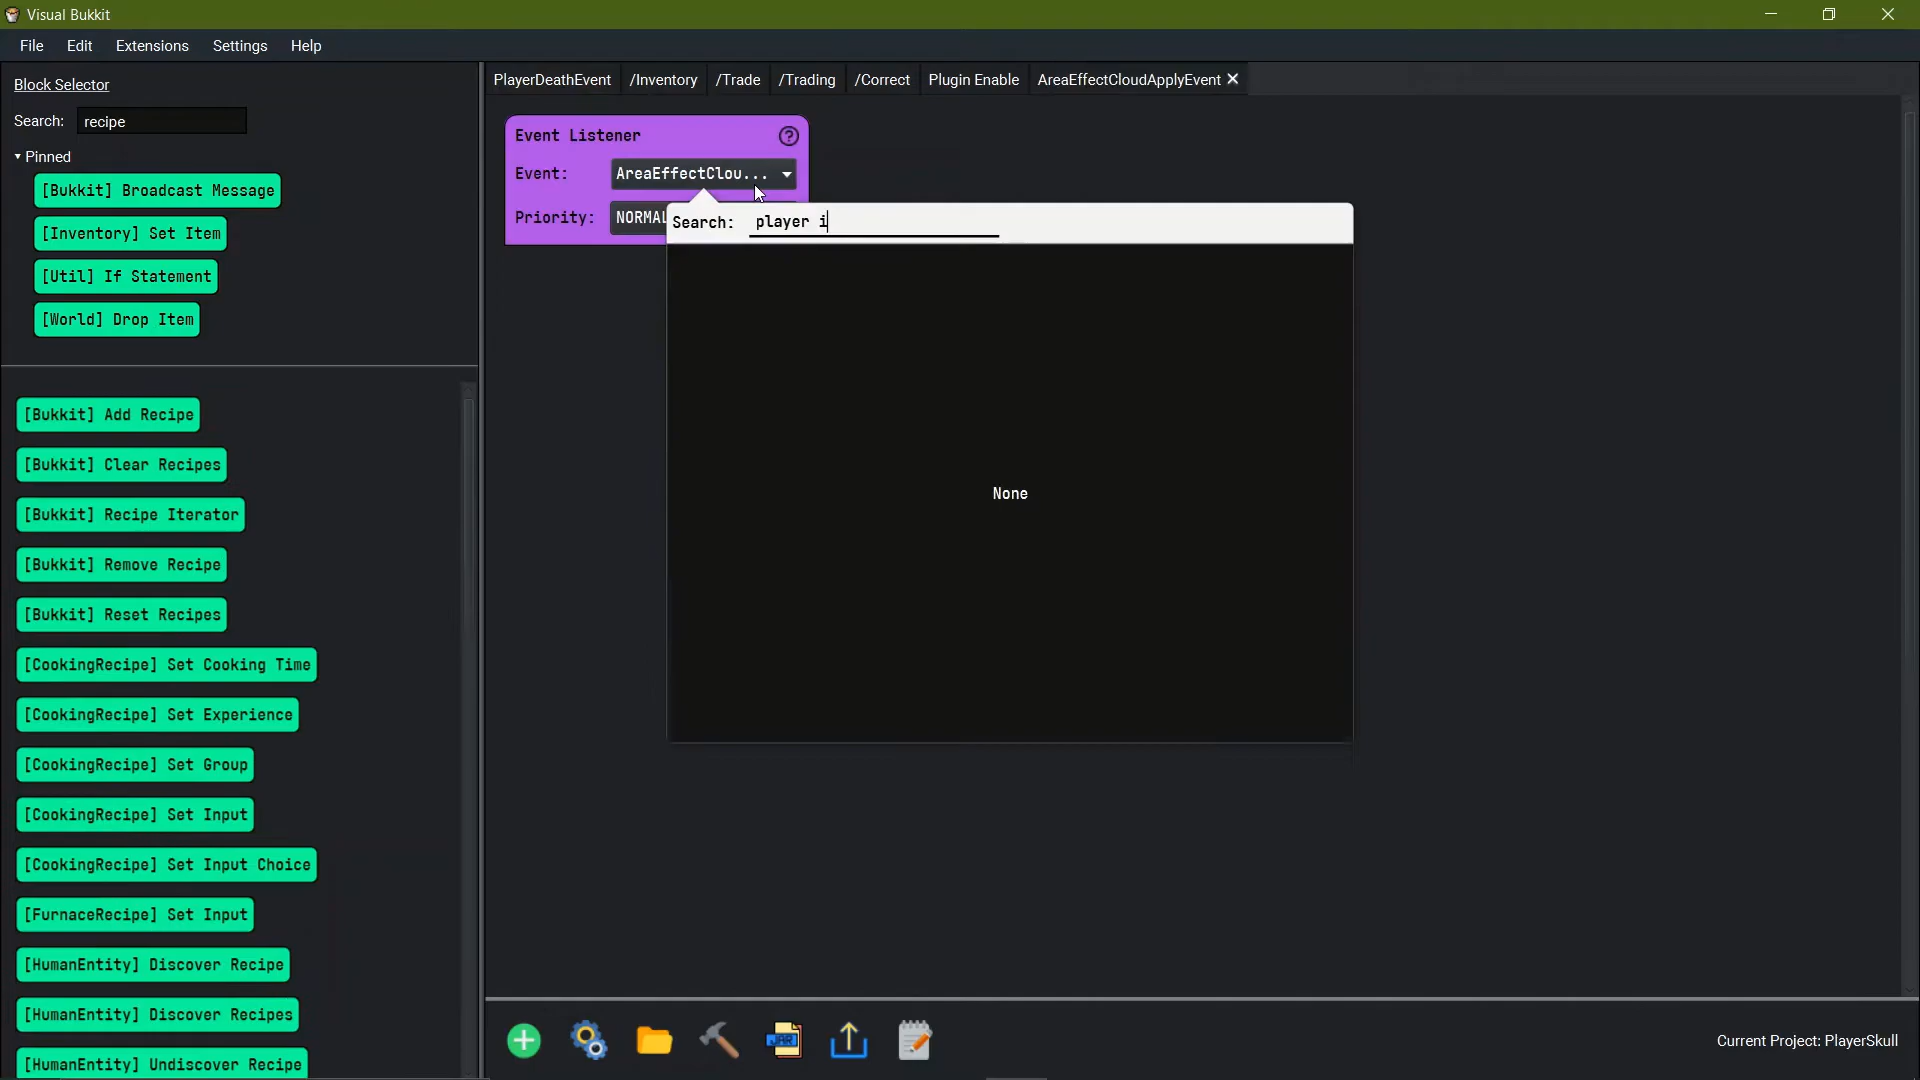 Visual Bukkit
File Edit Extensions Settings Help
Block Selector
Search: recipe
Pinned
[Bukkit] Broadcast Message
[Inventory] Set Item
[Util] If Statement
[World] Drop Item
[Bukkit] Add Recipe
[Bukkit] Clear Recipes
[Bukkit] Recipe Iterator
[Bukkit] Remove Recipe
[Bukkit] Reset Recipes
[CookingRecipe] Set Cooking Time
[CookingRecipe] Set Experience
[CookingRecipe] Set Group
[CookingRecipe] Set Input
[CookingRecipe] Set Input Choice
[FurnaceRecipe] Set Input
[HumanEntity] Discover Recipe
[HumanEntity] Discover Recipes
[HumanEntity] Undiscover Recipe
PlayerDeathEvent /Inventory /Trade /Trading /Correct Plugin Enable AreaEffectCloudApplyEvent
Event Listener ?
Event: AreaEffectClou...
Priority: NORMAL
Search: player i
None
JAR
Current Project: PlayerSkull